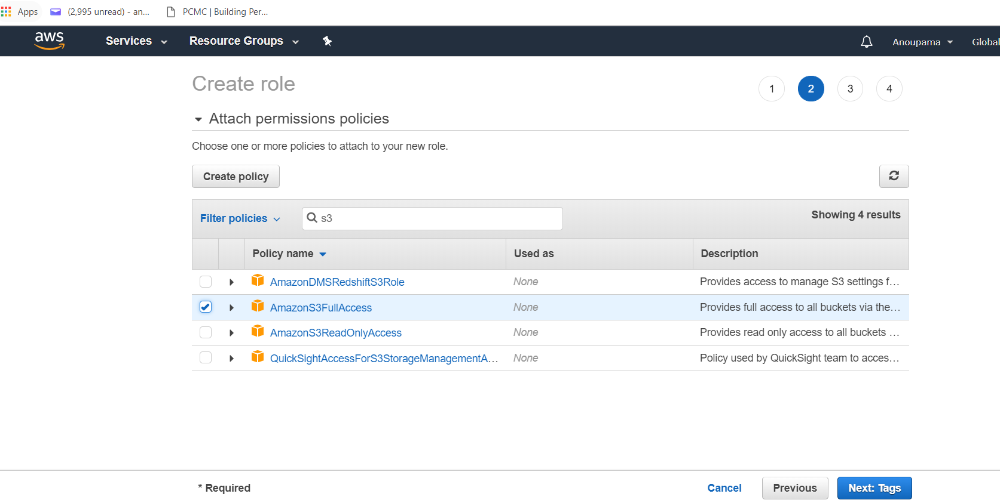 Apps (2,995 unread) - an... PCMC | Building Per...
aws Services Resource Groups Anoupama Global
Create role
1 2 3 4
Attach permissions policies
Choose one or more policies to attach to your new role.
Create policy
Filter policies s3 Showing 4 results
Policy name Used as Description
AmazonDMSRedshiftS3Role None Provides access to manage S3 settings f...
AmazonS3FullAccess None Provides full access to all buckets via the...
AmazonS3ReadOnlyAccess None Provides read only access to all buckets ...
QuickSightAccessForS3StorageManagementA... None Policy used by QuickSight team to acces...
* Required Cancel Previous Next: Tags